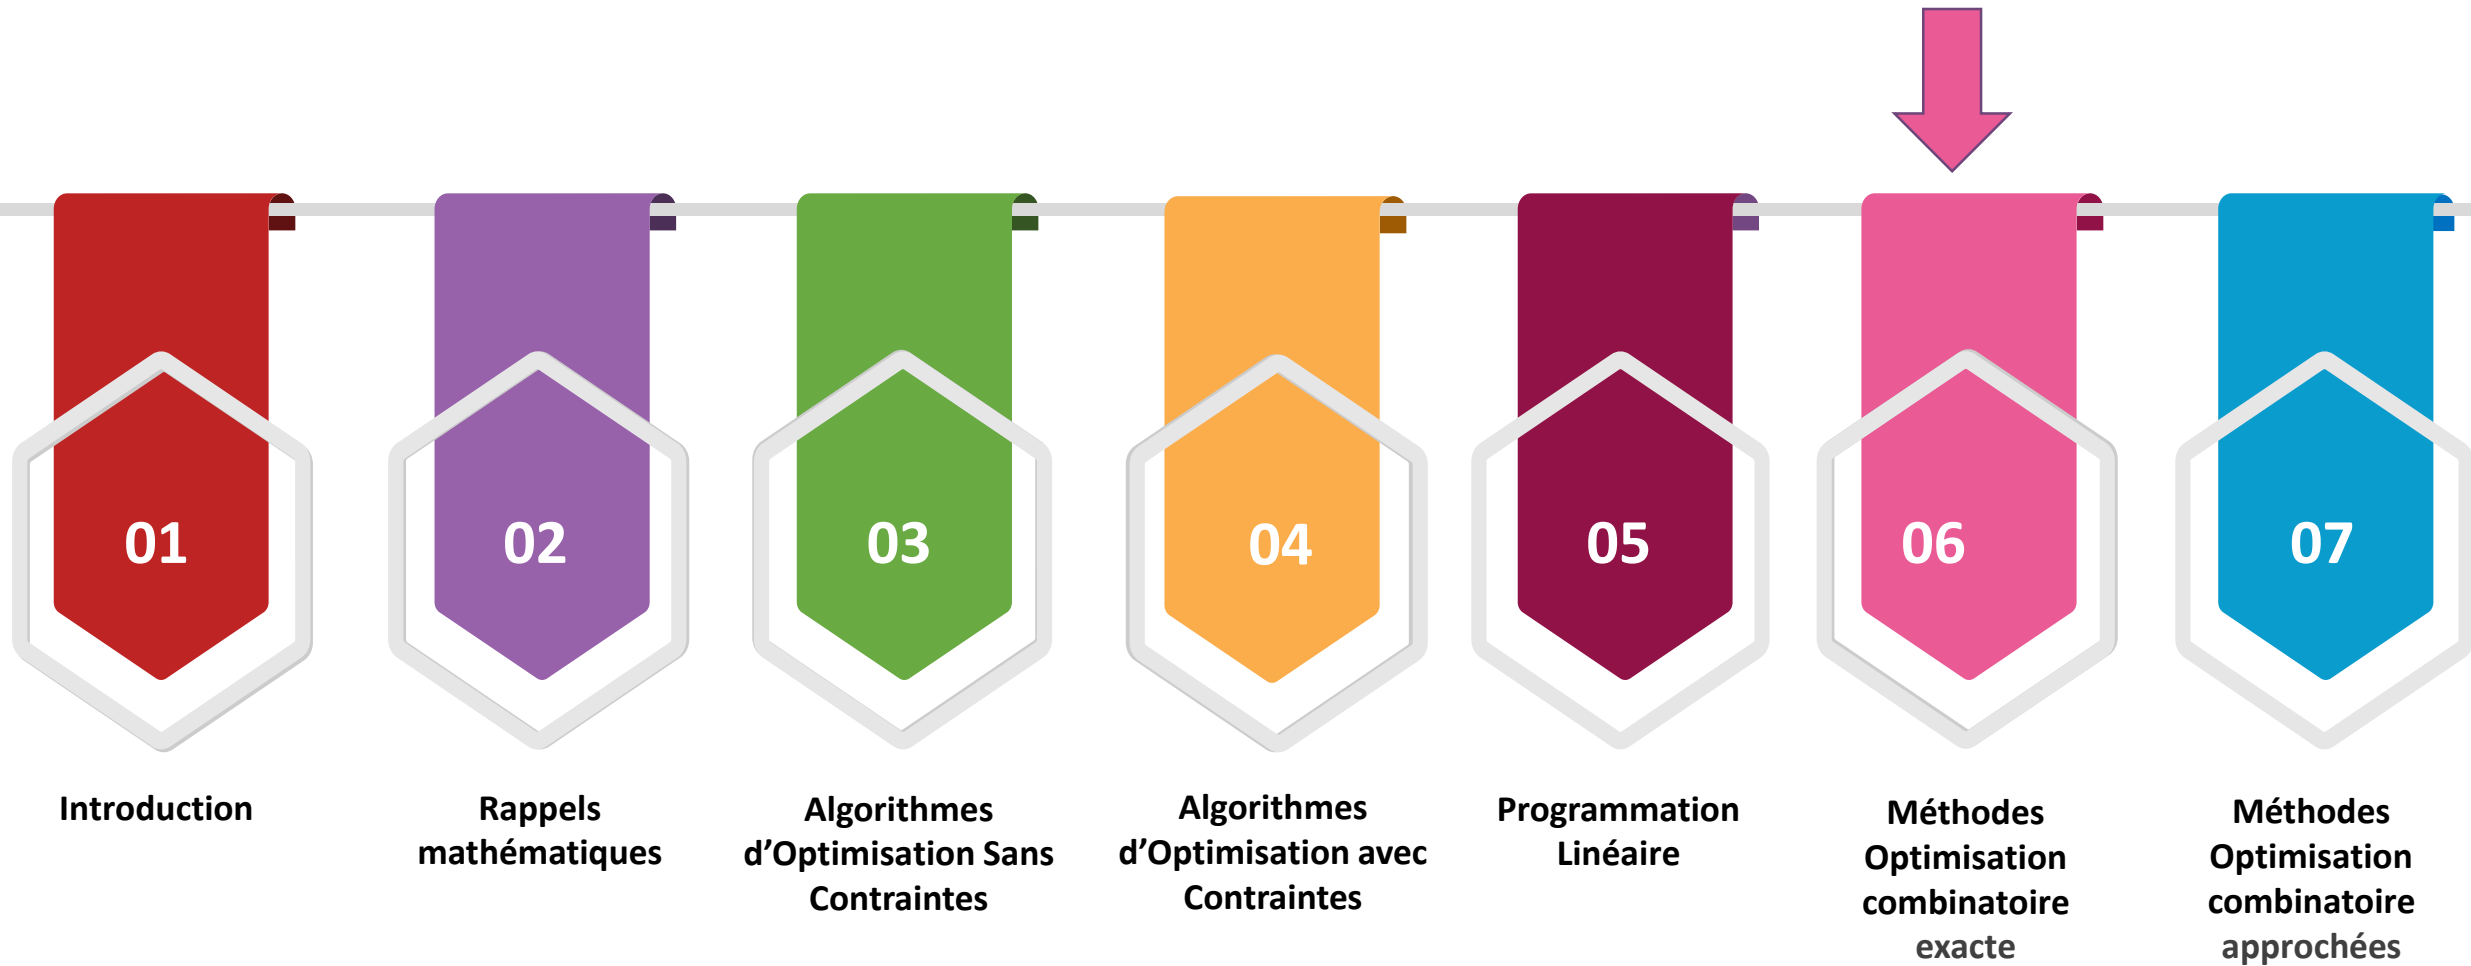 01
Introduction
02
Rappels
mathématiques
03
Algorithmes
d’Optimisation Sans
Contraintes
04
Algorithmes
d’Optimisation avec
Contraintes
05
Programmation
Linéaire
06
Méthodes
Optimisation
combinatoire
exacte
07
Méthodes
Optimisation
combinatoire
approchées